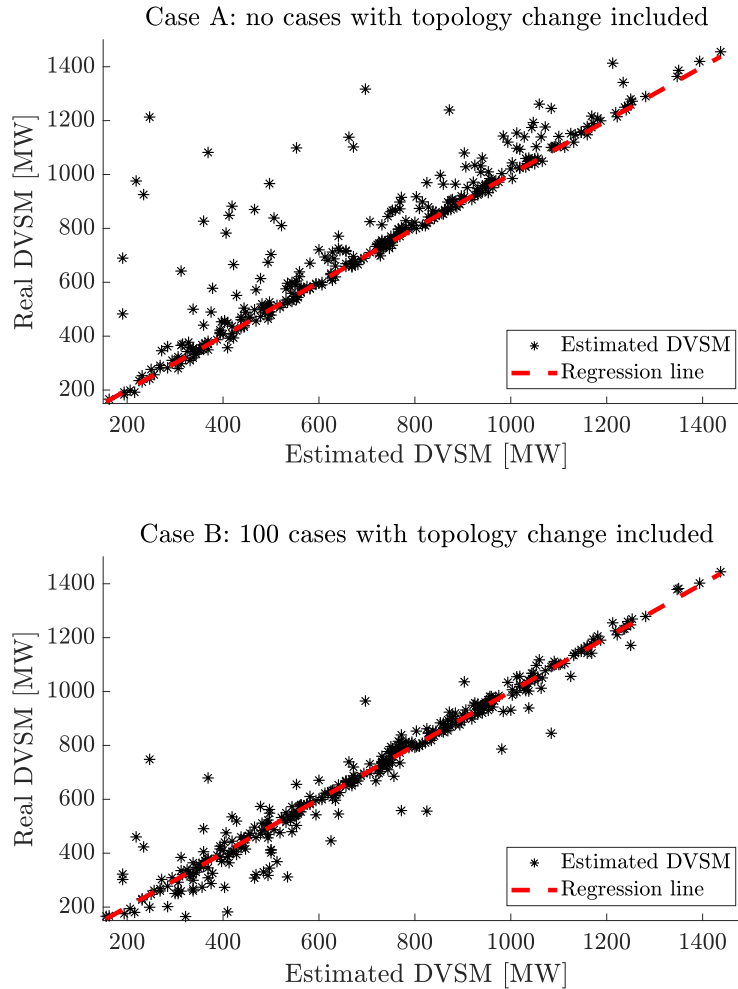 Case A: no cases with topology change included
1400
1200
1000
800
600
400
200
Real DVSM [MW]
Estimated DVSM
Regression line
200 400 600 800 1000 1200 1400
Estimated DVSM [MW]
Case B: 100 cases with topology change included
1400
1200
1000
800
600
400
200
Real DVSM [MW]
Estimated DVSM
Regression line
200 400 600 800 1000 1200 1400
Estimated DVSM [MW]